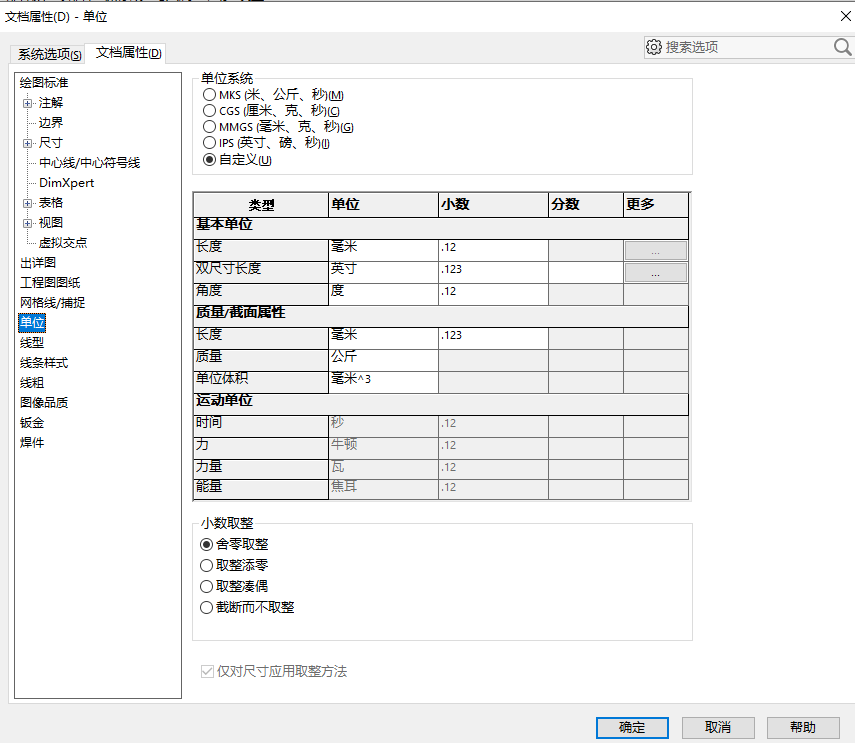 文档属性(D) - 单位
系统选项(S) 文档属性(D)
搜索选项
绘图标准
注解
边界
尺寸
中心线/中心符号线
DimXpert
表格
视图
虚拟交点
出详图
工程图图纸
网格线/捕捉
单位
线型
线条样式
线粗
图像品质
钣金
焊件
单位系统
MKS (米、公斤、秒)(M)
CGS (厘米、克、秒)(C)
MMGS (毫米、克、秒)(G)
IPS (英寸、磅、秒)(I)
自定义(U)
类型 单位 小数 分数 更多
基本单位
长度 毫米 .12 ...
双尺寸长度 英寸 .123 ...
角度 度 .12
质量/截面属性
长度 毫米 .123
质量 公斤
单位体积 毫米^3
运动单位
时间 秒 .12
力 牛顿 .12
力量 瓦 .12
能量 焦耳 .12
小数取整
舍零取整
取整添零
取整凑偶
截断而不取整
仅对尺寸应用取整方法
确定 取消 帮助